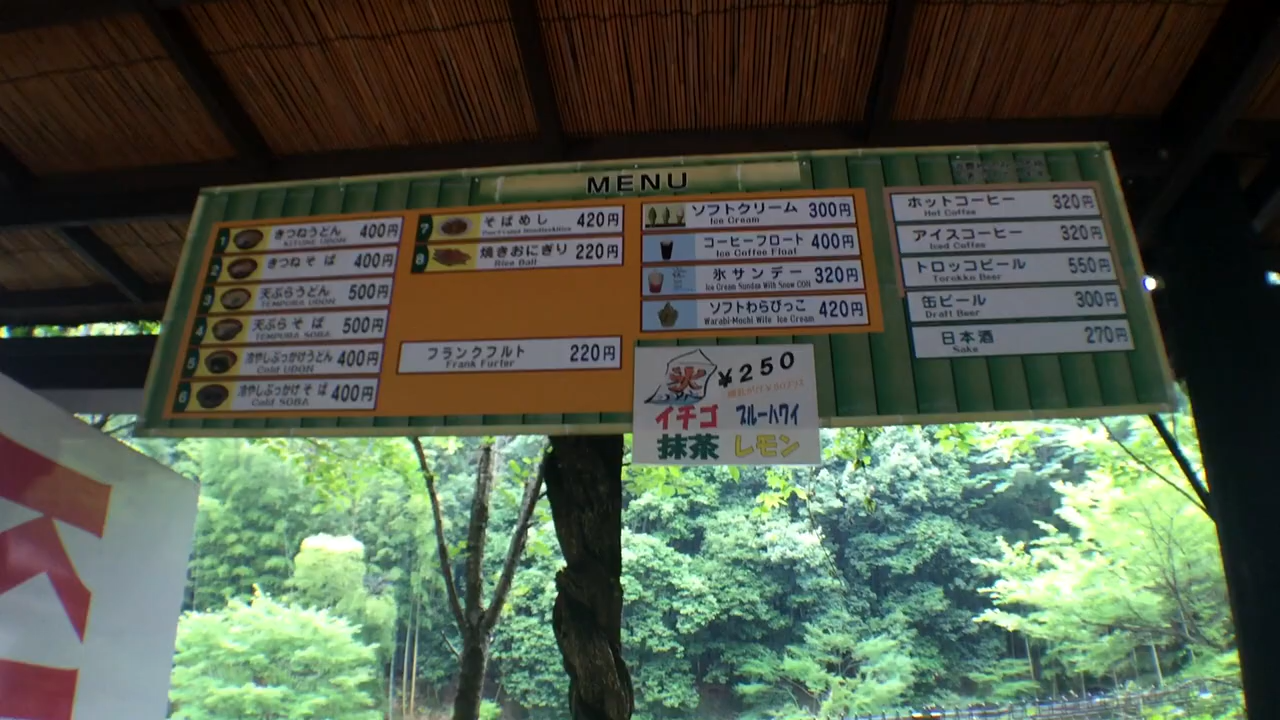 MENU
1 きつねうどん 400円
KITUNE UDON
2 きつねそば 400円
3 天ぷらうどん 500円
TEMPURA UDON
4 天ぷらそば 500円
TEMPURA SOBA
5 冷やしぶっかけうどん 400円
Cold UDON
6 冷やしぶっかけそば 400円
Cold SOBA
7 そばめし 420円
8 焼きおにぎり 220円
Rice Ball
フランクフルト 220円
Frank Furter
ソフトクリーム 300円
Ice Cream
コーヒーフロート 400円
Ice Coffee Float
氷サンデー 320円
Ice Cream Sundae With Snow
ソフトわらびっこ 420円
Warabi-Mochi Wife Ice Cream
氷 ¥250
イチゴ ブルーハワイ
抹茶 レモン
ホットコーヒー 320円
Hot Coffee
アイスコーヒー 320円
Iced Coffee
トロッコビール 550円
Torokko Beer
缶ビール 300円
Draft Beer
日本酒 270円
Sake